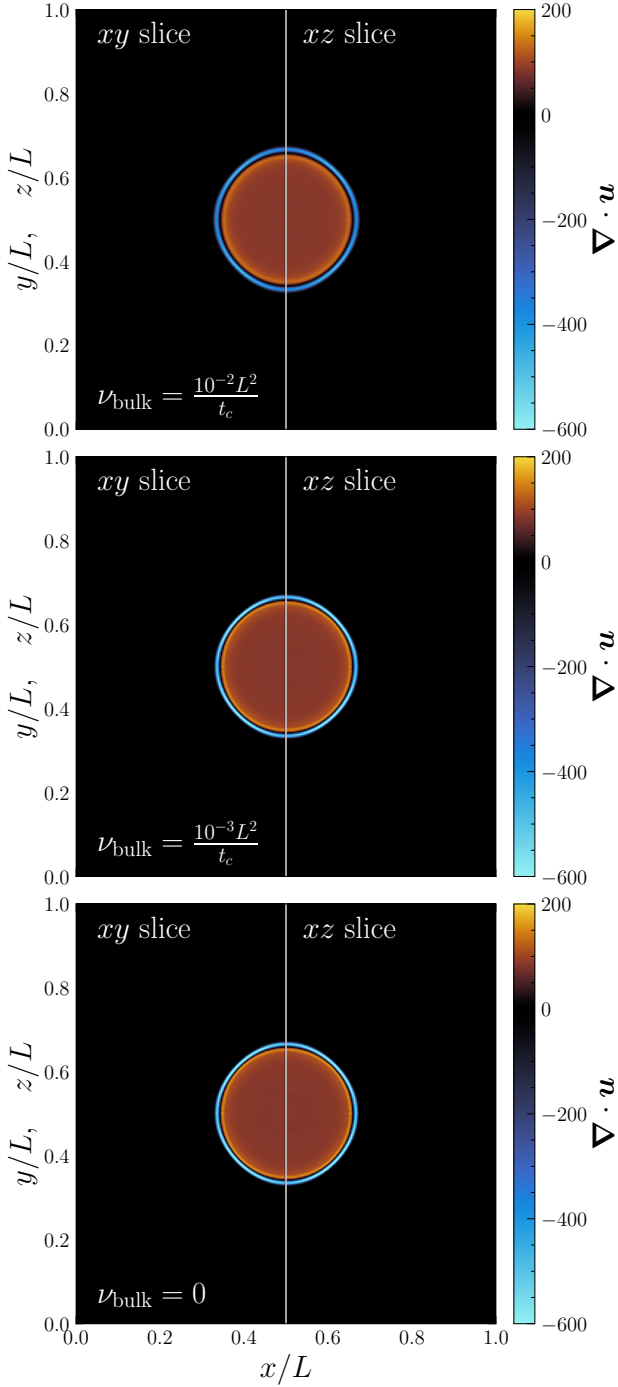 xy slice
xz slice
ν_bulk = 10⁻²L²/t_c
1.0
0.8
0.6
0.4
0.2
0.0
y/L, z/L
200
0
−200
−400
−600
∇ · u
xy slice
xz slice
ν_bulk = 10⁻³L²/t_c
1.0
0.8
0.6
0.4
0.2
0.0
y/L, z/L
200
0
−200
−400
−600
∇ · u
xy slice
xz slice
ν_bulk = 0
1.0
0.8
0.6
0.4
0.2
0.0
y/L, z/L
200
0
−200
−400
−600
∇ · u
0.0 0.2 0.4 0.6 0.8 1.0
x/L